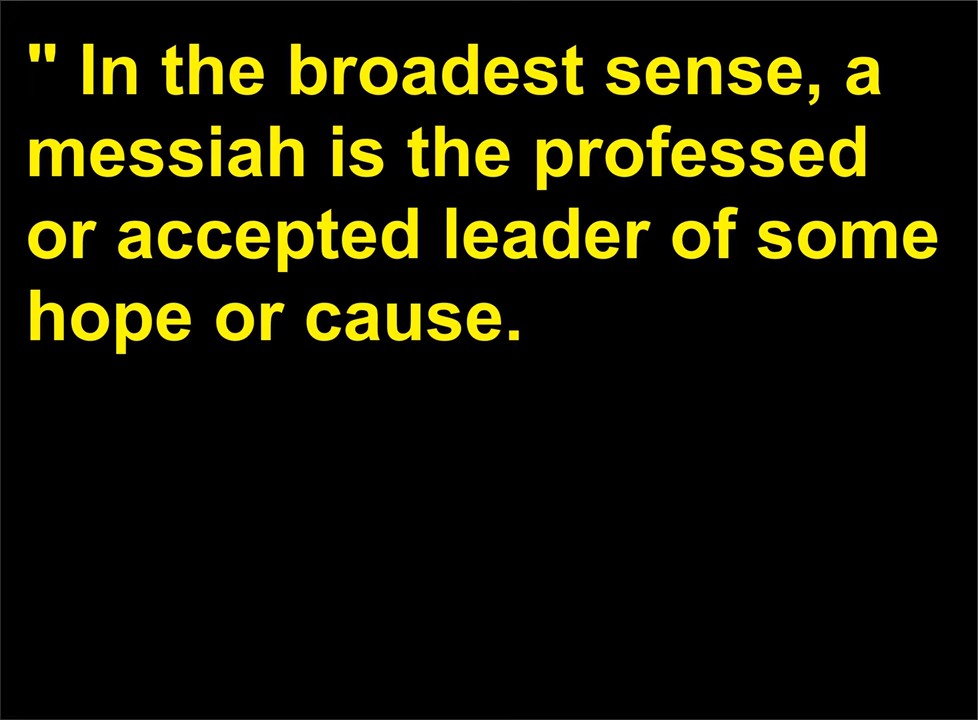 " In the broadest sense, a
messiah is the professed
or accepted leader of some
hope or cause.